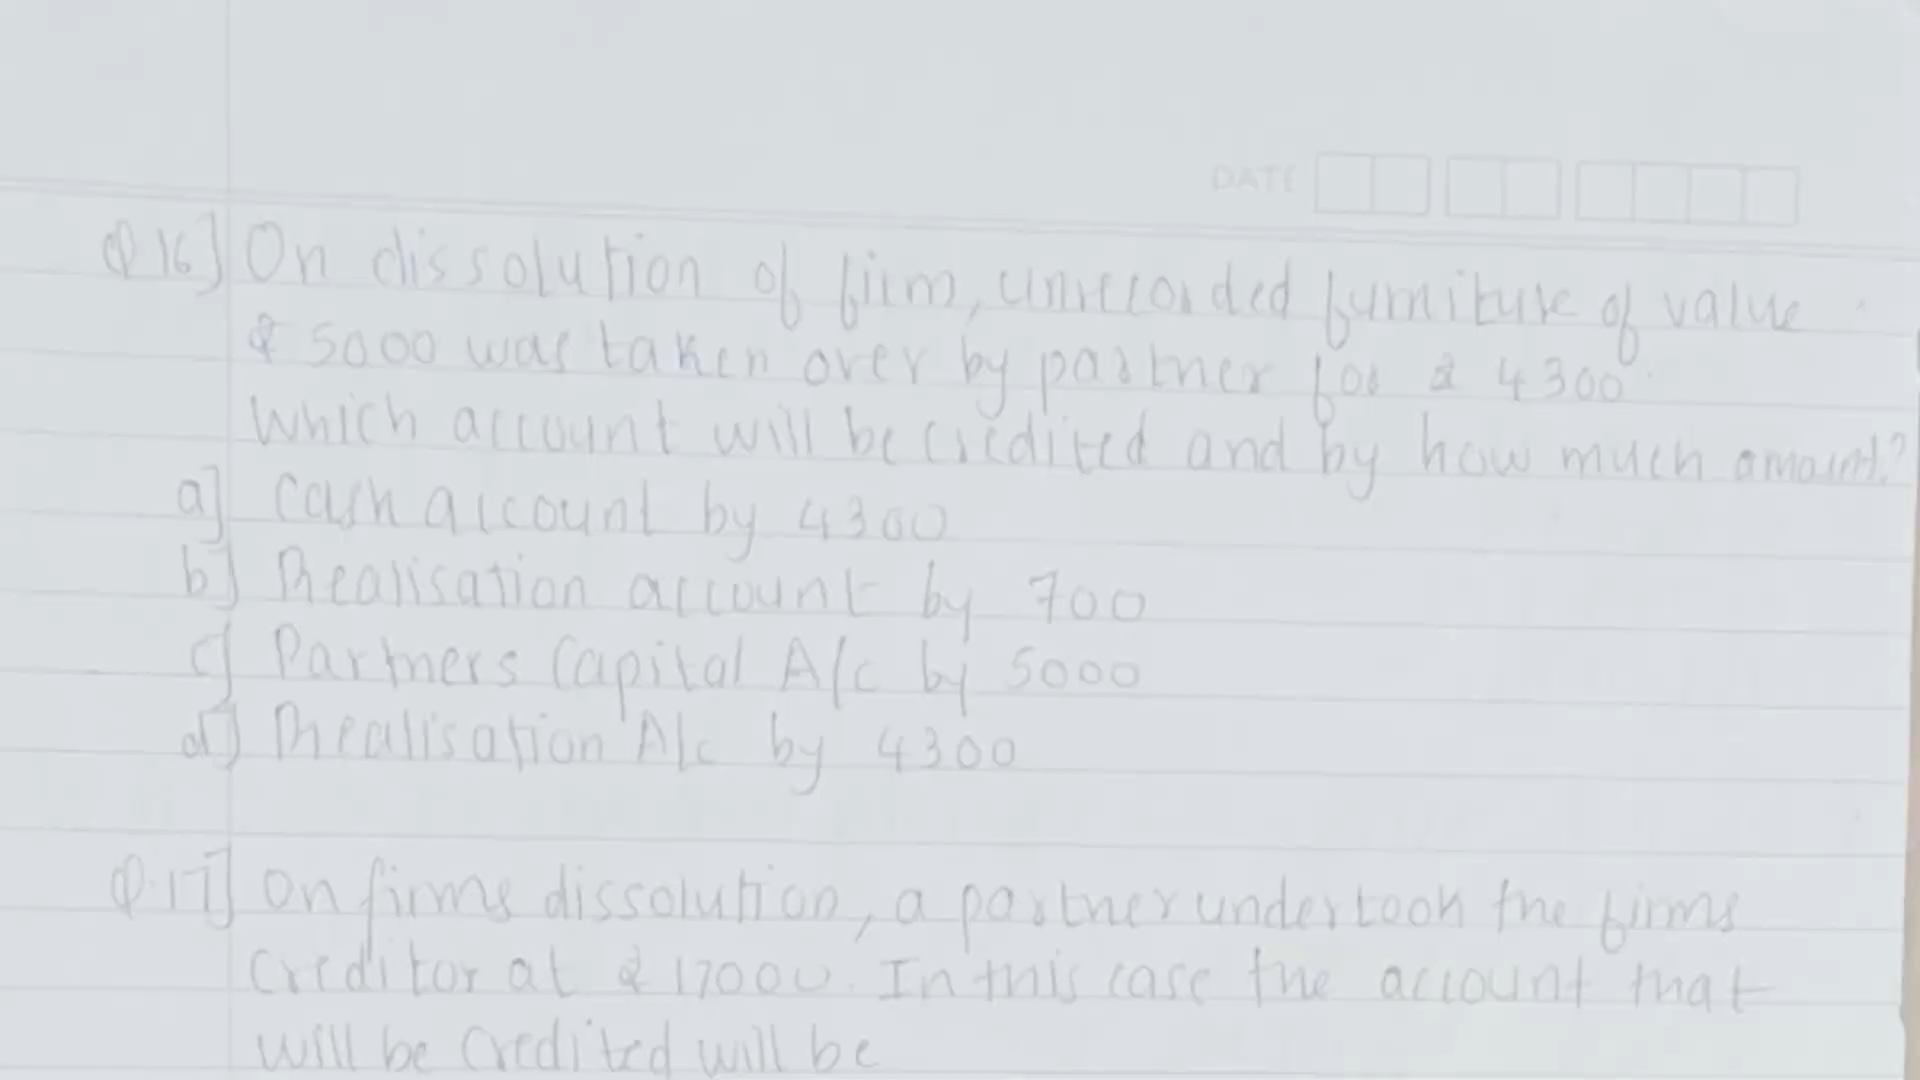 DATE
Q16] On dissolution of firm, unrecorded furniture of value
₹ 5000 was taken over by partner for ₹ 4300
Which account will be credited and by how much amount?
a] Cash account by 4300
b] Realisation account by 700
c] Partners Capital A/c by 5000
d] Realisation A/c by 4300
Q.17] On firms dissolution, a partner undertook the firms
Creditor at ₹ 17000. In this case the account that
will be credited will be